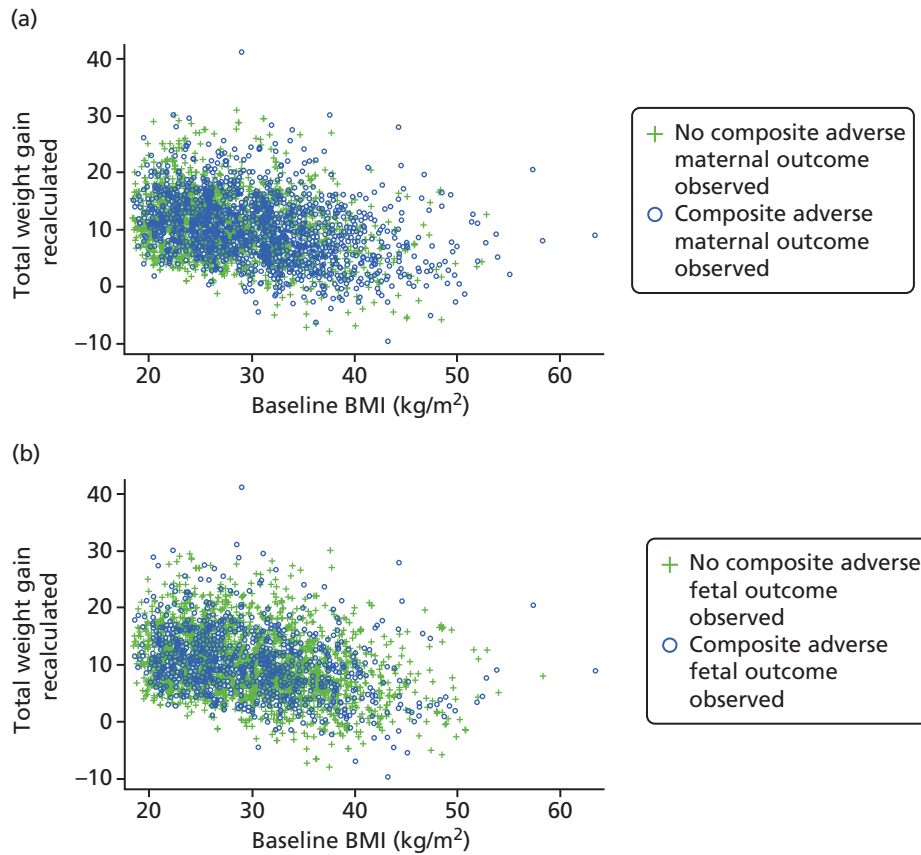 (a)
Total weight gain
recalculated
40
30
20
10
0
−10
20
30
40
50
60
Baseline BMI (kg/m²)
No composite adverse
maternal outcome
observed
Composite adverse
maternal outcome
observed
(b)
Total weight gain
recalculated
40
30
20
10
0
−10
20
30
40
50
60
Baseline BMI (kg/m²)
No composite adverse
fetal outcome
observed
Composite adverse
fetal outcome
observed